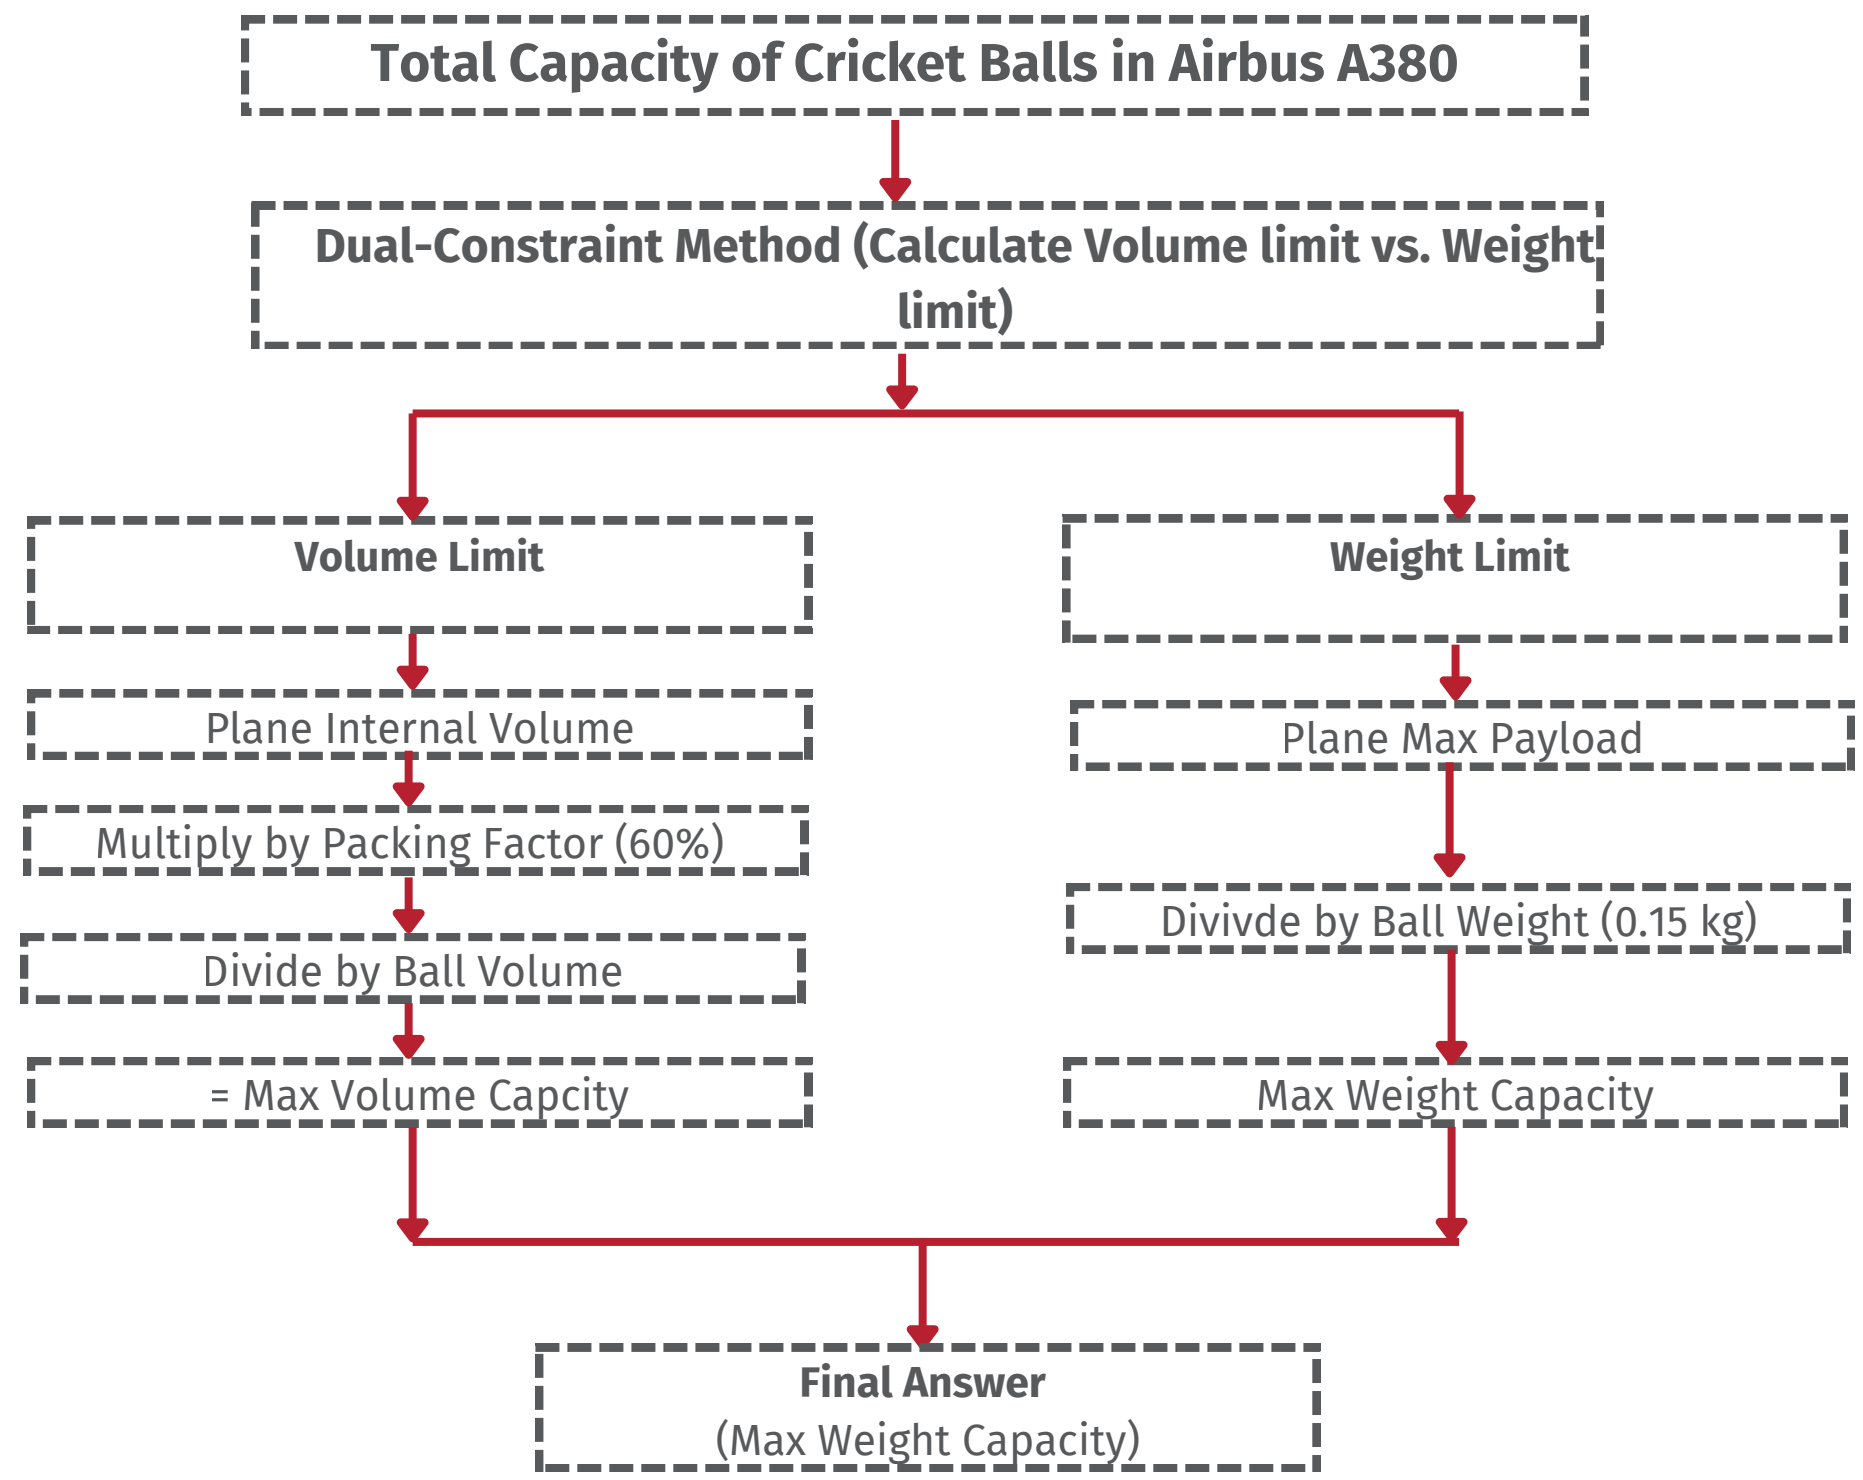 Total Capacity of Cricket Balls in Airbus A380
Dual-Constraint Method (Calculate Volume limit vs. Weight
limit)
Volume Limit
Plane Internal Volume
Multiply by Packing Factor (60%)
Divide by Ball Volume
= Max Volume Capcity
Weight Limit
Plane Max Payload
Divivde by Ball Weight (0.15 kg)
Max Weight Capacity
Final Answer
(Max Weight Capacity)